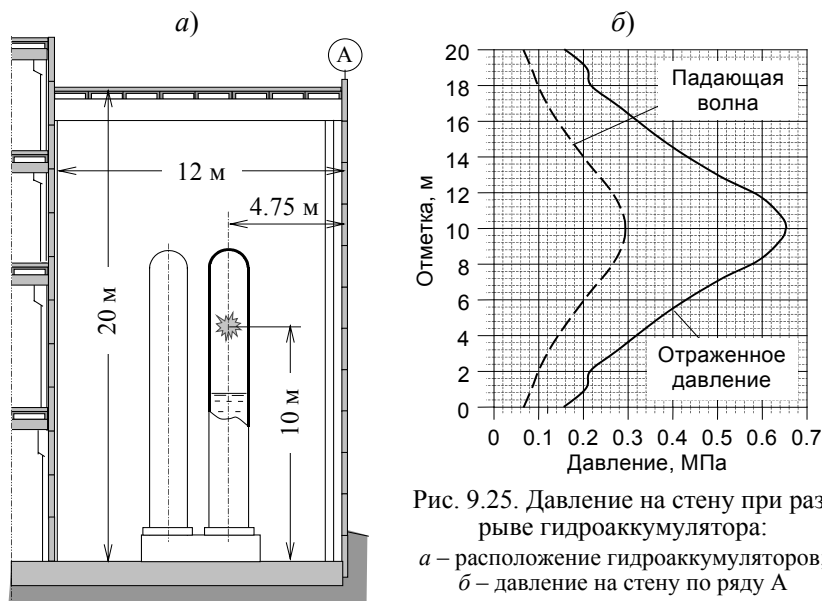 а)
А
12 м
4.75 м
20 м
10 м
б)
20
18
16
14
12
10
8
6
4
2
0
Отметка, м
Падающая
волна
Отраженное
давление
0 0.1 0.2 0.3 0.4 0.5 0.6 0.7
Давление, МПа
Рис. 9.25. Давление на стену при раз
рыве гидроаккумулятора:
а – расположение гидроаккумуляторов;
б – давление на стену по ряду А